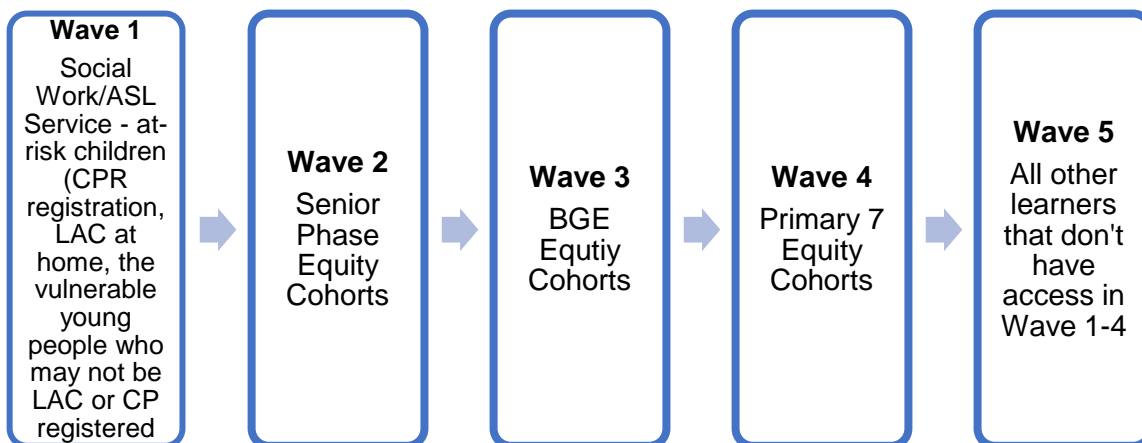 Wave 1
Social
Work/ASL
Service - at-
risk children
(CPR
registration,
LAC at
home, the
vulnerable
young
people who
may not be
LAC or CP
registered
Wave 2
Senior
Phase
Equity
Cohorts
Wave 3
BGE
Equtiy
Cohorts
Wave 4
Primary 7
Equity
Cohorts
Wave 5
All other
learners
that don't
have
access in
Wave 1-4